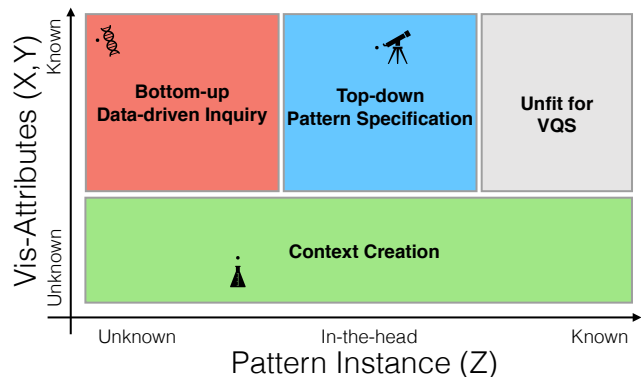 Vis-Attributes (X,Y)
Known
Unknown
Bottom-up
Data-driven Inquiry
Top-down
Pattern Specification
Unfit for
VQS
Context Creation
Unknown
In-the-head
Known
Pattern Instance (Z)